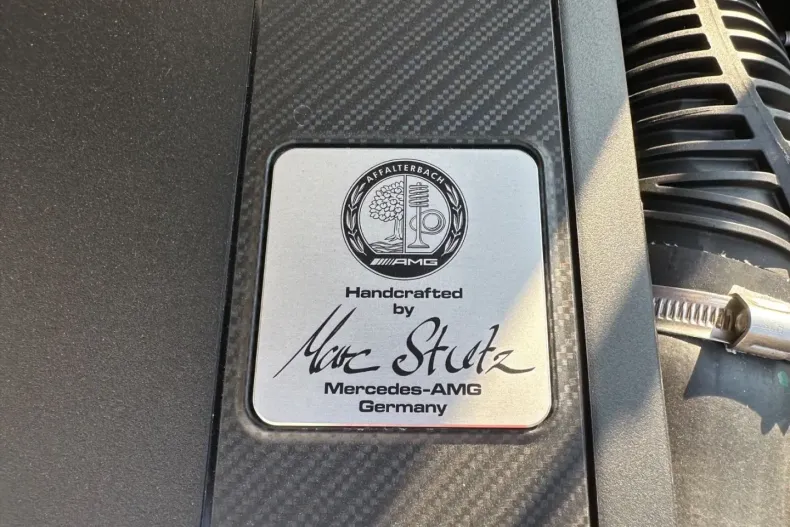 AFFALTERBACH
AMG
Handcrafted
by
Marc Stutz
Mercedes-AMG
Germany